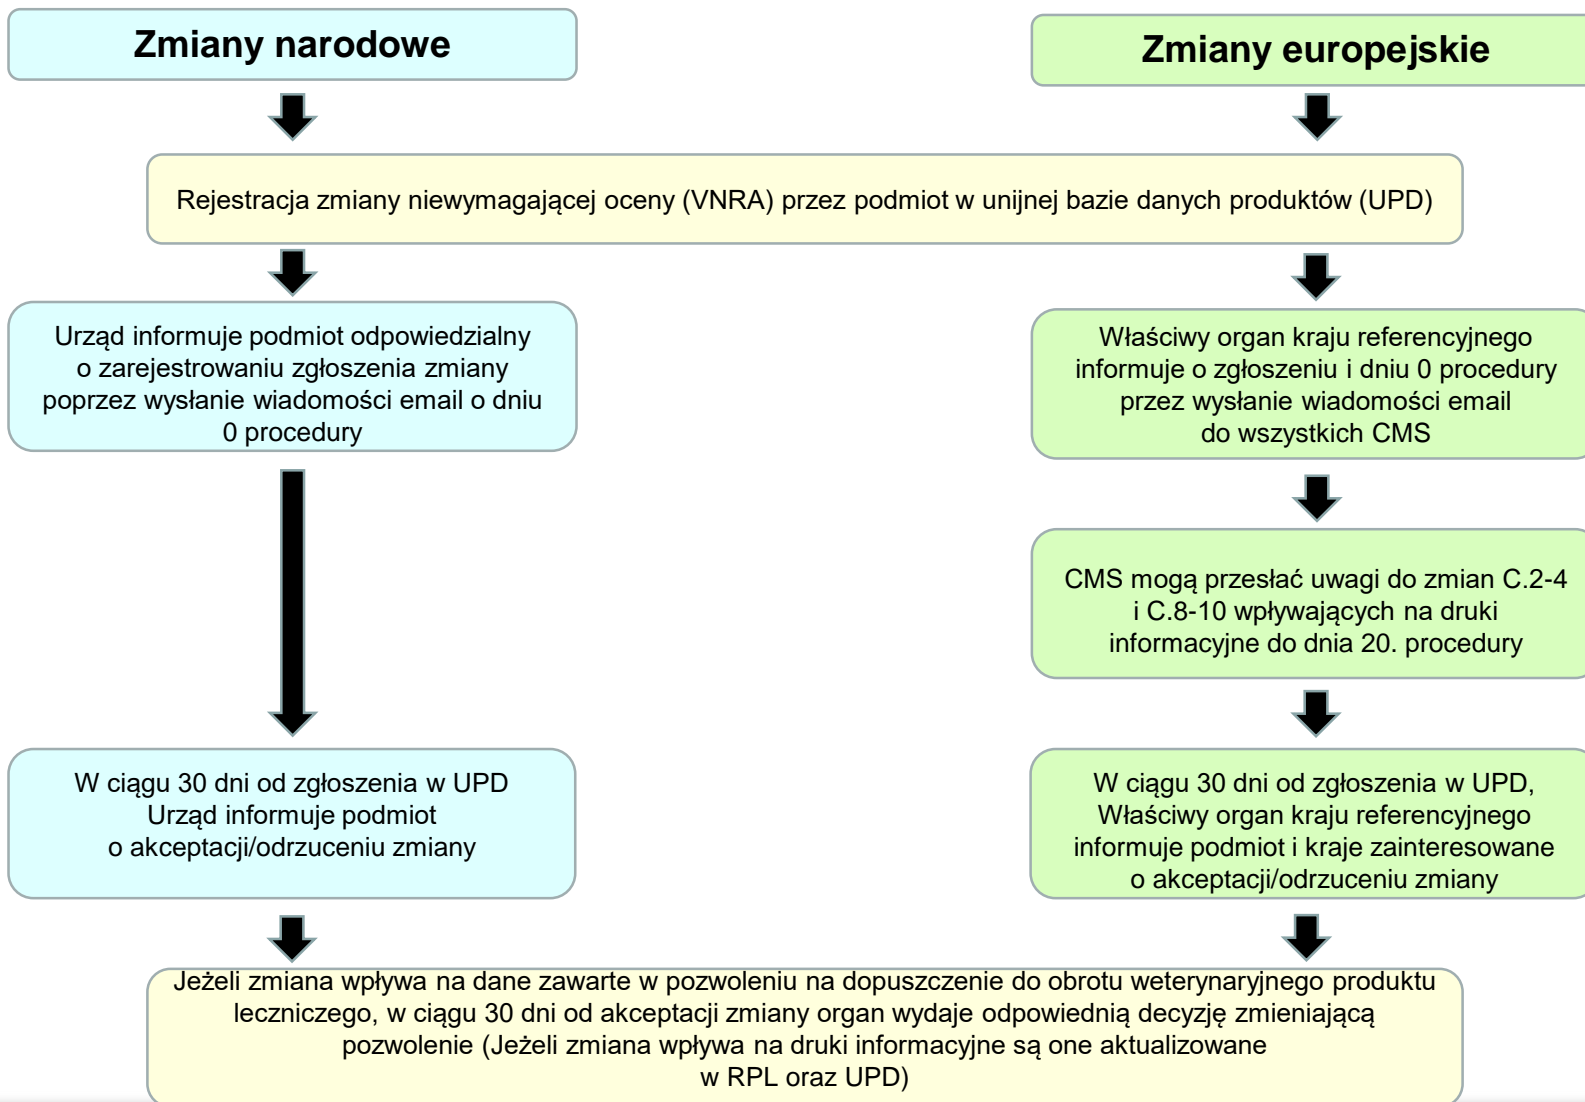 Zmiany narodowe
Zmiany europejskie
Rejestracja zmiany niewymagającej oceny (VNRA) przez podmiot w unijnej bazie danych produktów (UPD)
Urząd informuje podmiot odpowiedzialny
o zarejestrowaniu zgłoszenia zmiany
poprzez wysłanie wiadomości email o dniu
0 procedury
Właściwy organ kraju referencyjnego
informuje o zgłoszeniu i dniu 0 procedury
przez wysłanie wiadomości email
do wszystkich CMS
CMS mogą przesłać uwagi do zmian C.2-4
i C.8-10 wpływających na druki
informacyjne do dnia 20. procedury
W ciągu 30 dni od zgłoszenia w UPD
Urząd informuje podmiot
o akceptacji/odrzuceniu zmiany
W ciągu 30 dni od zgłoszenia w UPD,
Właściwy organ kraju referencyjnego
informuje podmiot i kraje zainteresowane
o akceptacji/odrzuceniu zmiany
Jeżeli zmiana wpływa na dane zawarte w pozwoleniu na dopuszczenie do obrotu weterynaryjnego produktu
leczniczego, w ciągu 30 dni od akceptacji zmiany organ wydaje odpowiednią decyzję zmieniającą
pozwolenie (Jeżeli zmiana wpływa na druki informacyjne są one aktualizowane
w RPL oraz UPD)